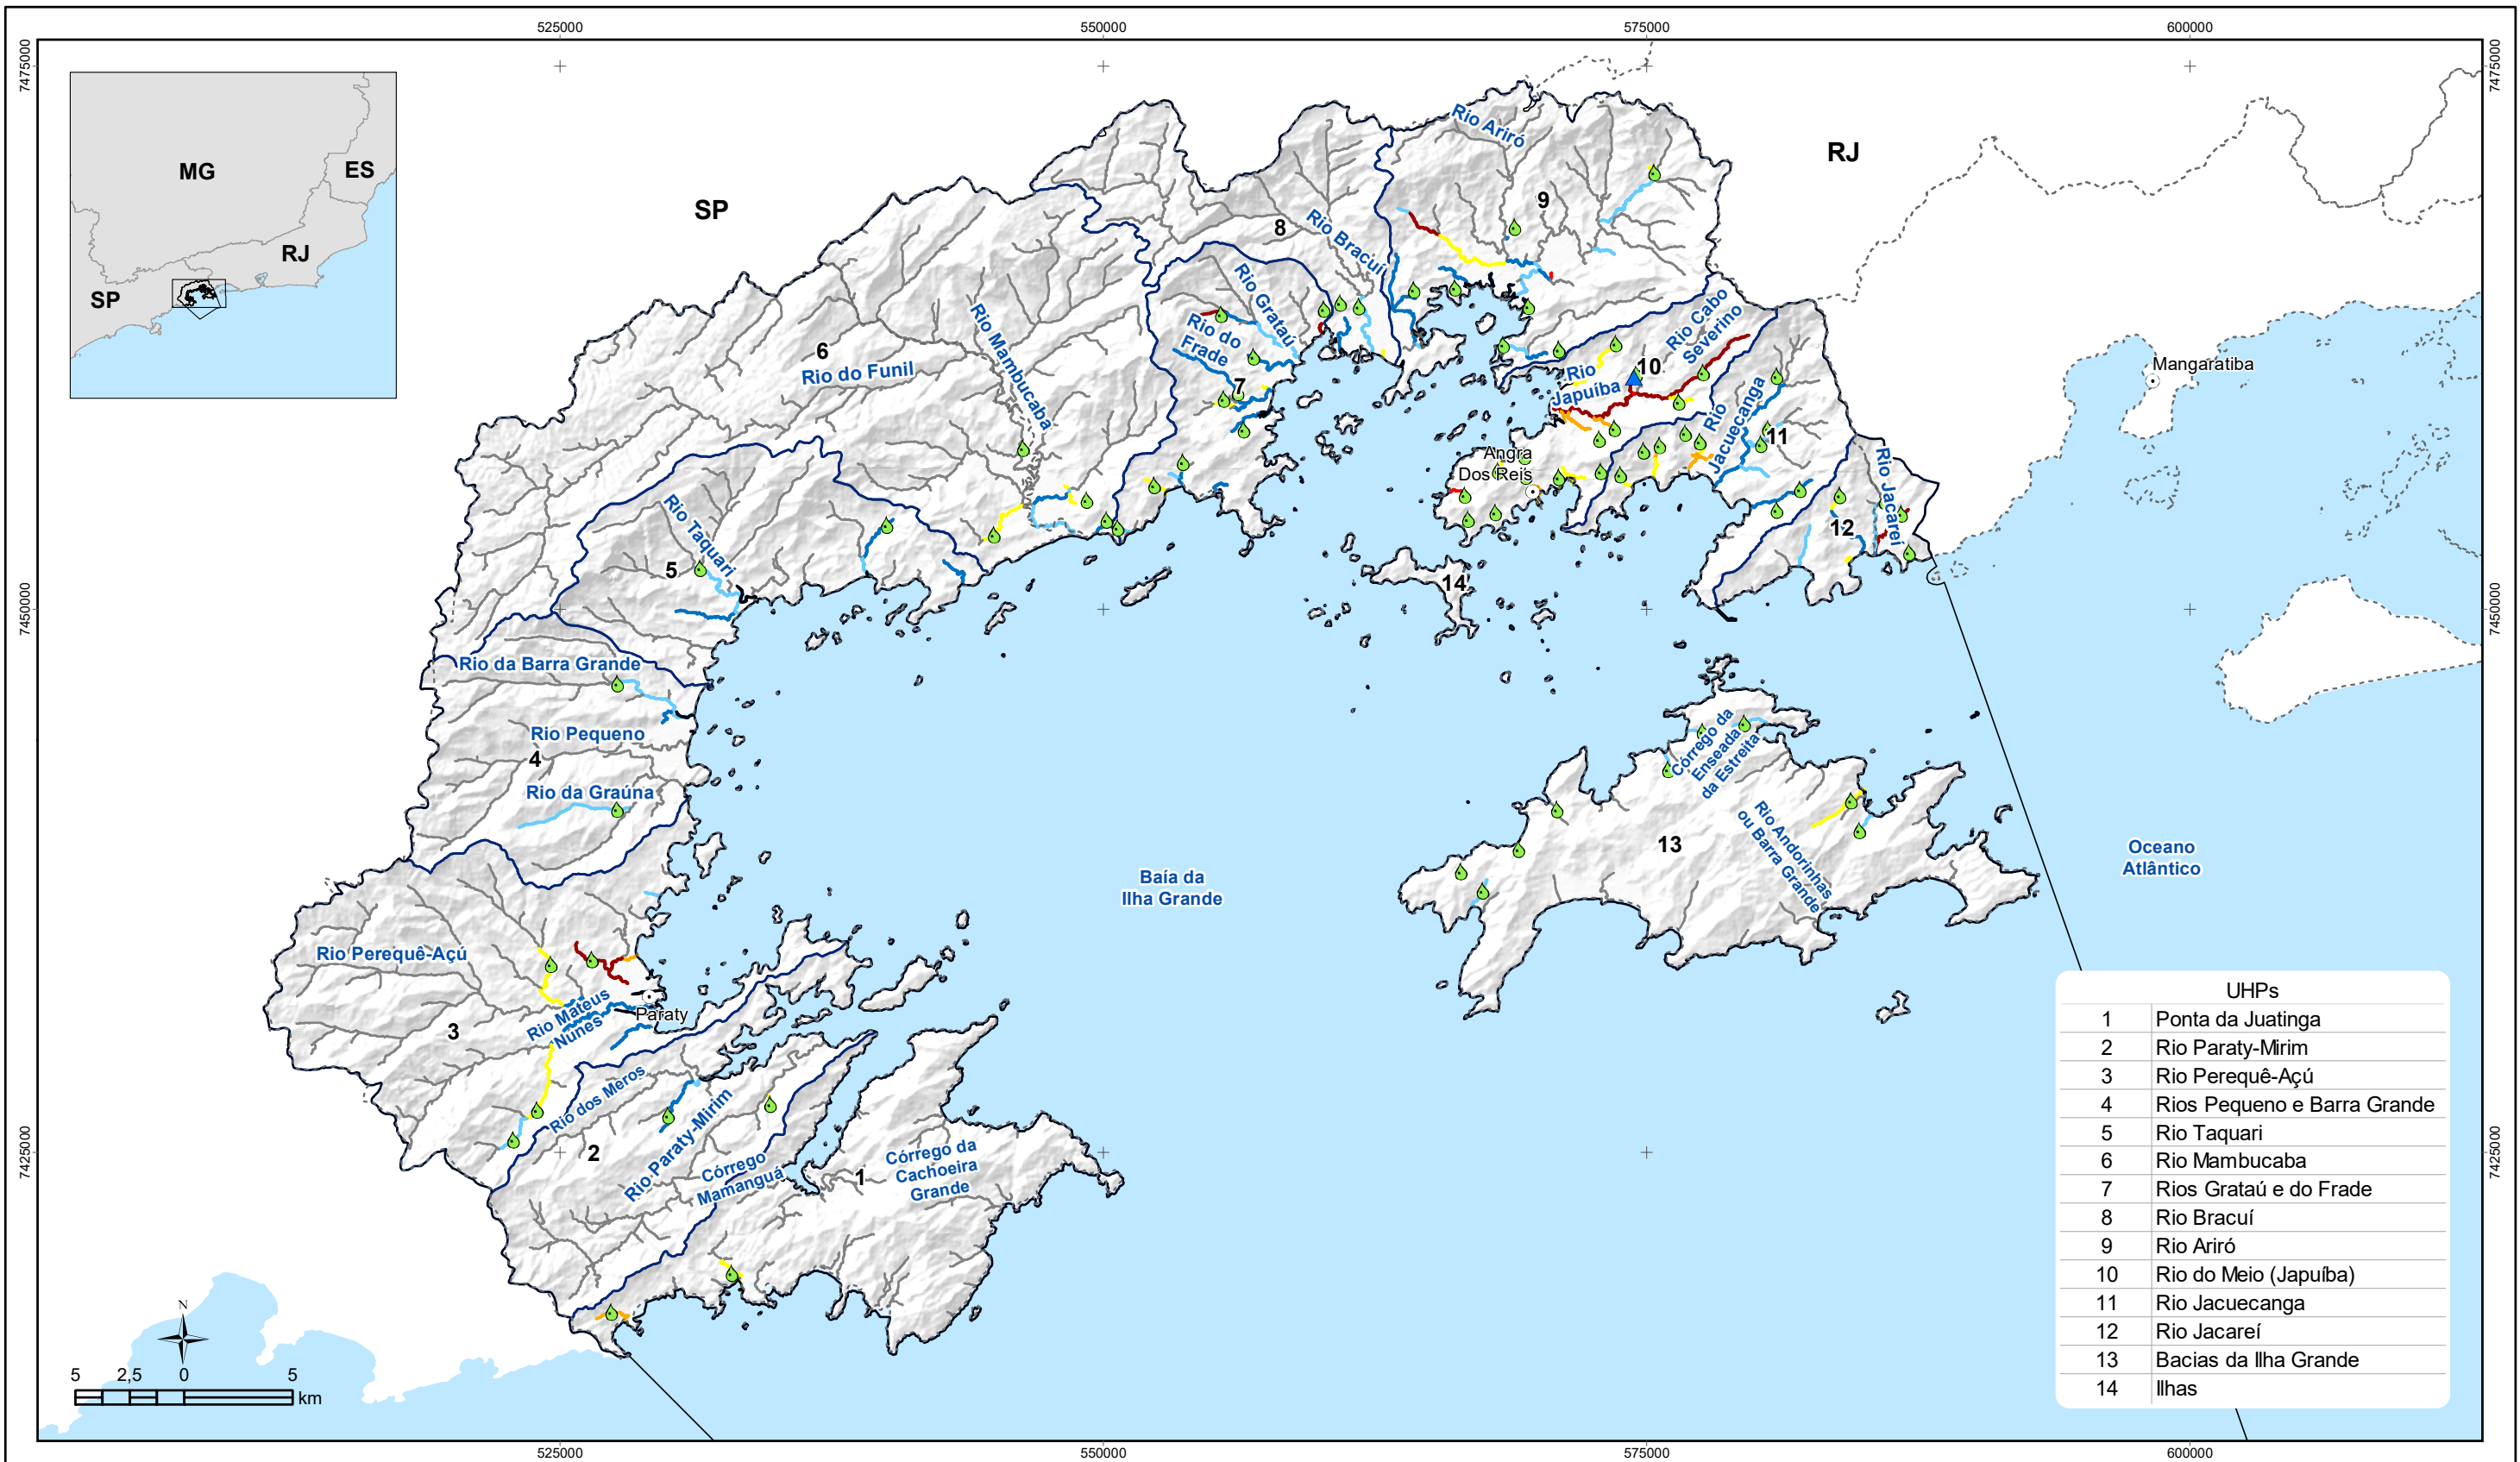 525000
550000
575000
600000
7475000
7475000
MG
ES
RJ
SP
SP
RJ
Rio Ariró
9
8
Rio Bracuí
Rio Grataú
Rio do
Frade
7
Rio Mambucaba
6
Rio do Funil
Rio Cabo
Severino
10
Rio
Japuíba
Rio
Jacuecanga
11
Mangaratiba
Angra
Dos Reis
Rio Jacareí
12
Rio Taquari
5
14
7450000
7450000
Rio da Barra Grande
Rio Pequeno
4
Rio da Graúna
Córrego da
Enseada
da Estreita
Rio Andorinhas
ou Barra Grande
13
Baía da
Ilha Grande
Oceano
Atlântico
Rio Perequê-Açú
3
Rio Mateus
Nunes
Paraty
Rio dos Meros
2
Rio Paraty-Mirim
Córrego
Mamanguá
1
Córrego da
Cachoeira
Grande
7425000
7425000
UHPs
1 Ponta da Juatinga
2 Rio Paraty-Mirim
3 Rio Perequê-Açú
4 Rios Pequeno e Barra Grande
5 Rio Taquari
6 Rio Mambucaba
7 Rios Grataú e do Frade
8 Rio Bracuí
9 Rio Ariró
10 Rio do Meio (Japuíba)
11 Rio Jacuecanga
12 Rio Jacareí
13 Bacias da Ilha Grande
14 Ilhas
N
5 2,5 0 5
km
525000
550000
575000
600000